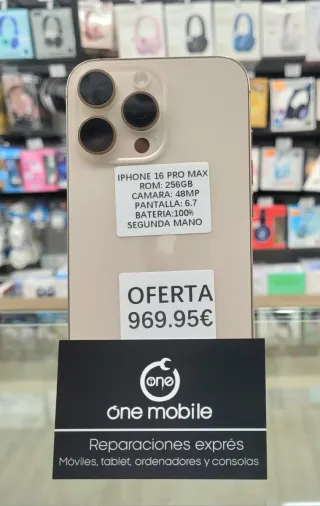 IPHONE 16 PRO MAX
ROM: 256GB
CAMARA: 48MP
PANTALLA: 6.7
BATERIA:100%
SEGUNDA MANO
OFERTA
969.95€
one
óne mobile
Reparaciones exprés
Móviles, tablet, ordenadores y consolas